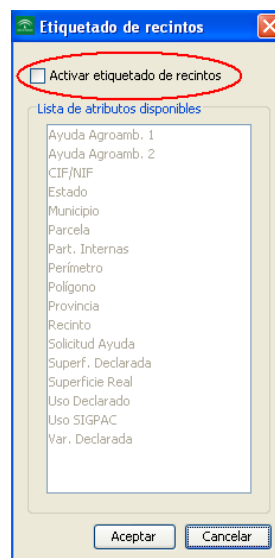 Etiquetado de recintos
Activar etiquetado de recintos
Lista de atributos disponibles
Ayuda Agroamb. 1
Ayuda Agroamb. 2
CIF/NIF
Estado
Municipio
Parcela
Part. Internas
Perímetro
Polígono
Provincia
Recinto
Solicitud Ayuda
Superf. Declarada
Superficie Real
Uso Declarado
Uso SIGPAC
Var. Declarada
Aceptar Cancelar